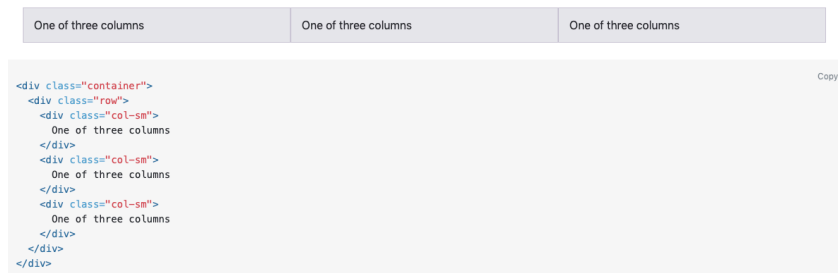 One of three columns One of three columns One of three columns
Copy
<div class="container">
  <div class="row">
    <div class="col-sm">
      One of three columns
    </div>
    <div class="col-sm">
      One of three columns
    </div>
    <div class="col-sm">
      One of three columns
    </div>
  </div>
</div>